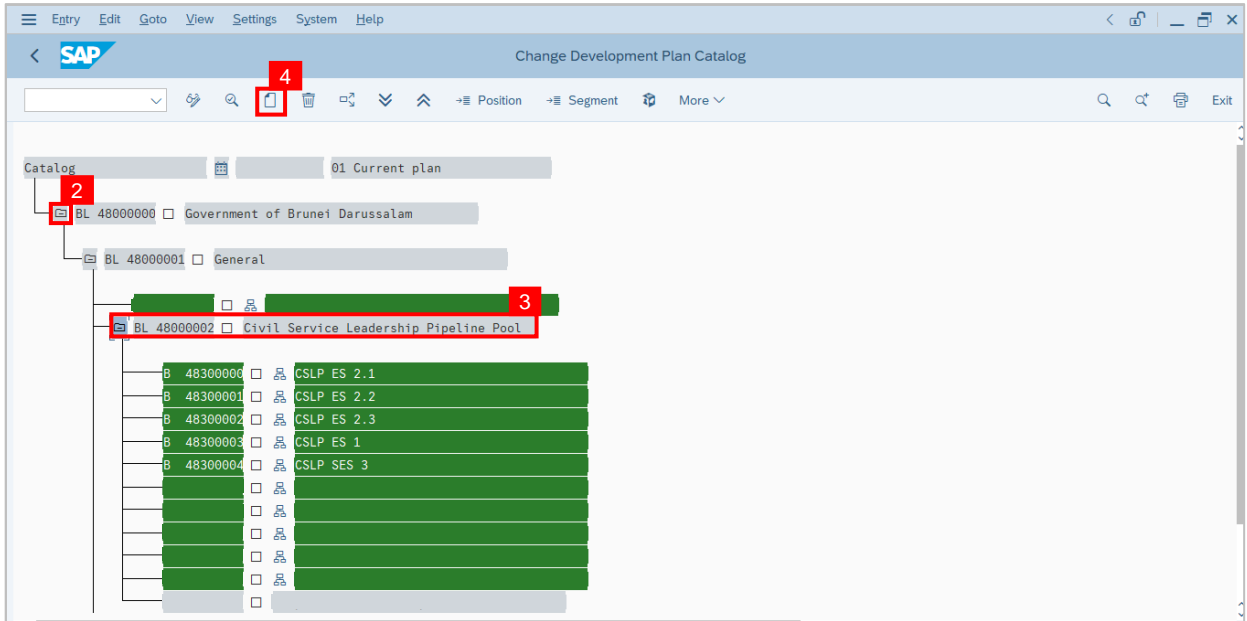 Entry Edit Goto View Settings System Help
SAP Change Development Plan Catalog
4
Position Segment More Exit
Catalog 01 Current plan
2
BL 48000000 Government of Brunei Darussalam
BL 48000001 General
3
BL 48000002 Civil Service Leadership Pipeline Pool
B 48300000 CSLP ES 2.1
B 48300001 CSLP ES 2.2
B 48300002 CSLP ES 2.3
B 48300003 CSLP ES 1
B 48300004 CSLP SES 3